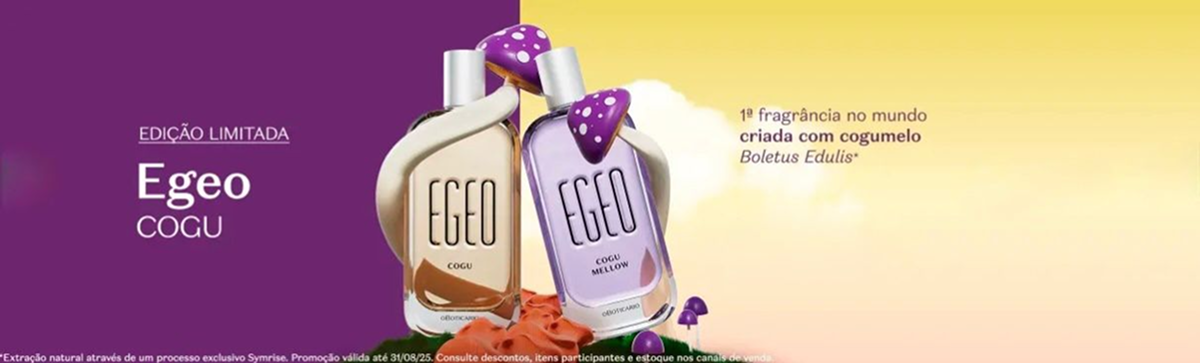 EDIÇÃO LIMITADA
Egeo
COGU
EGEO
COGU
oBOTICÁRIO
EGEO
COGU
MELLOW
oBOTICÁRIO
1ª fragrância no mundo
criada com cogumelo
Boletus Edulis*
*Extração natural através de um processo exclusivo Symrise. Promoção válida até 31/08/25. Consulte descontos, itens participantes e estoque nos canais de venda.